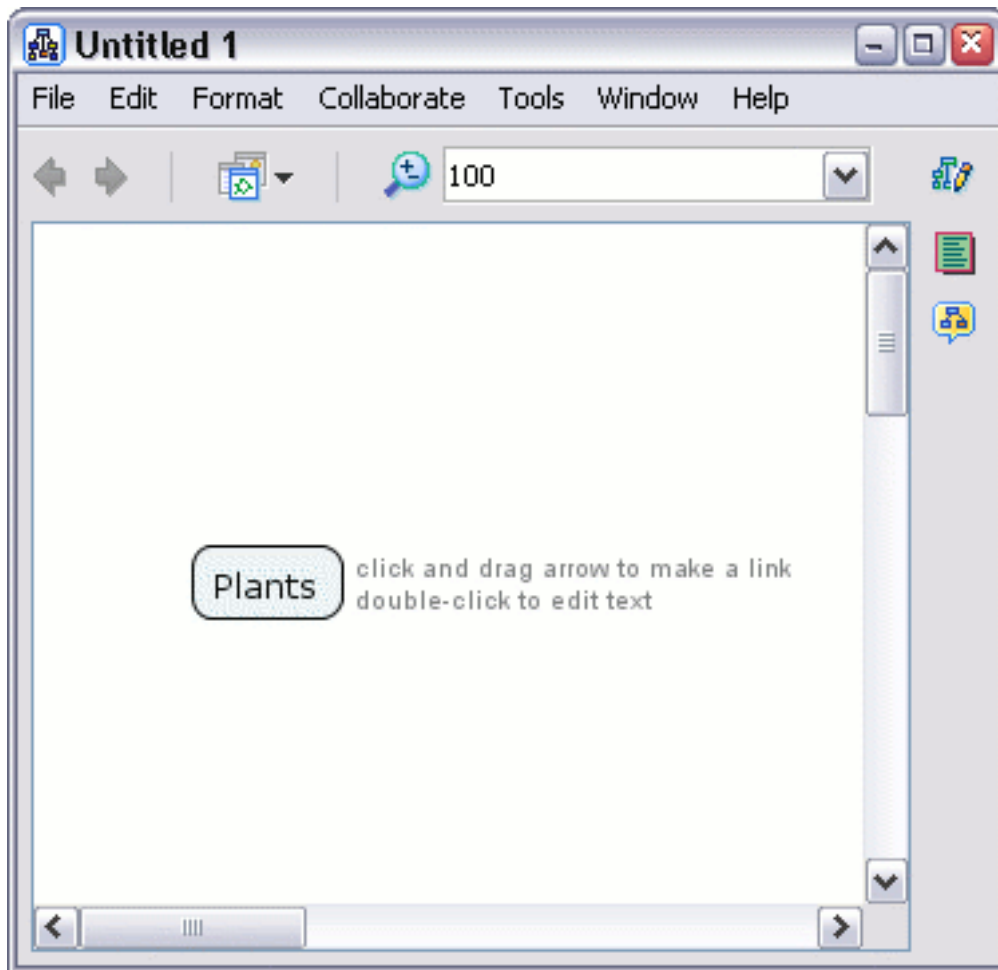 Untitled 1
File Edit Format Collaborate Tools Window Help
100
Plants
click and drag arrow to make a link
double-click to edit text